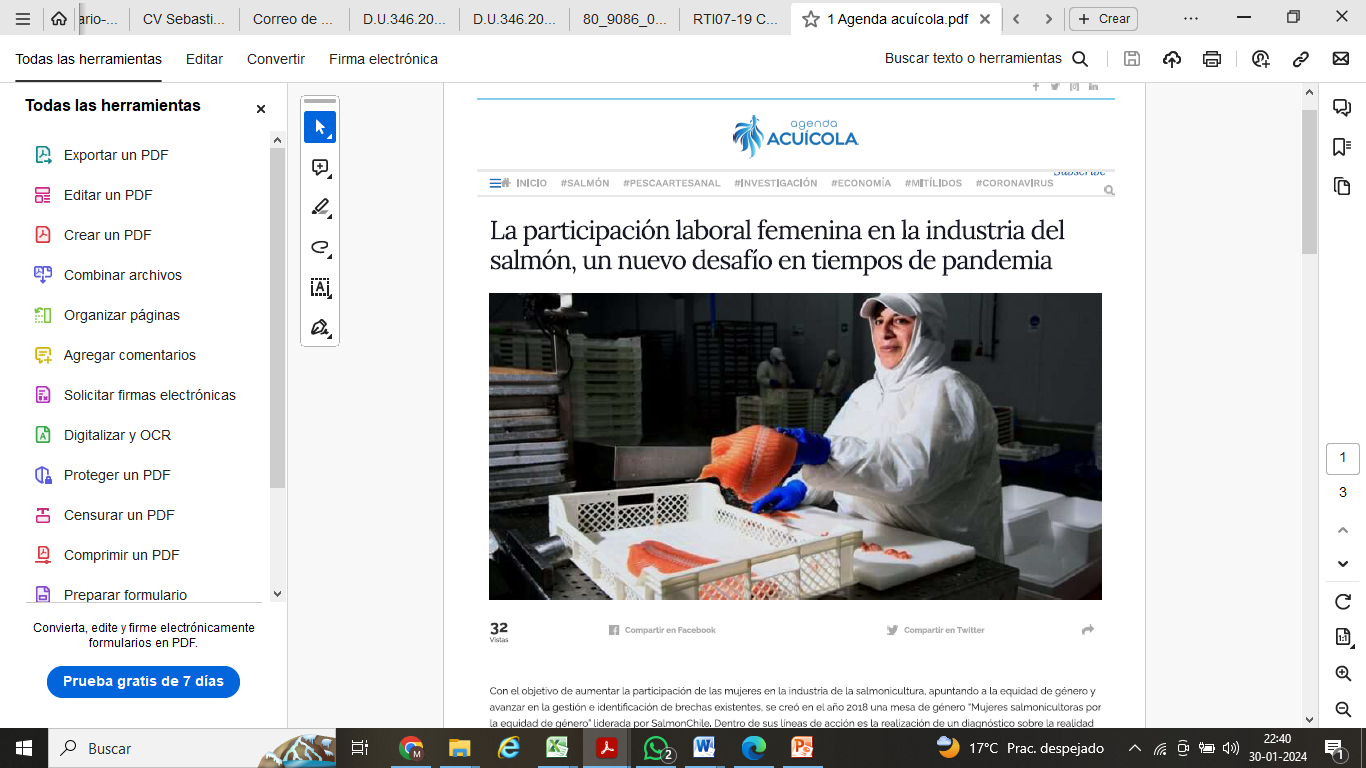 ario-...
CV Sebasti...
Correo de ...
D.U.346.20...
D.U.346.20...
80_9086_0...
RTI07-19 C...
1 Agenda acuícola.pdf
Crear
Todas las herramientas
Editar
Convertir
Firma electrónica
Buscar texto o herramientas
Todas las herramientas
Exportar un PDF
Editar un PDF
Crear un PDF
Combinar archivos
Organizar páginas
Agregar comentarios
Solicitar firmas electrónicas
Digitalizar y OCR
Proteger un PDF
Censurar un PDF
Comprimir un PDF
Preparar formulario
Convierta, edite y firme electrónicamente
formularios en PDF.
Prueba gratis de 7 días
agenda
ACUÍCOLA
Subscribe
INICIO #SALMÓN #PESCAARTESANAL #INVESTIGACIÓN #ECONOMÍA #MITÍLIDOS #CORONAVIRUS
La participación laboral femenina en la industria del
salmón, un nuevo desafío en tiempos de pandemia
32
Vistas
Compartir en Facebook
Compartir en Twitter
Con el objetivo de aumentar la participación de las mujeres en la industria de la salmonicultura, apuntando a la equidad de género y
avanzar en la gestión e identificación de brechas existentes, se creó en el año 2018 una mesa de género "Mujeres salmonicultoras por
la equidad de género" liderada por SalmonChile. Dentro de sus líneas de acción es la realización de un diagnóstico sobre la realidad
1
3
1:1
Buscar
2
17°C Prac. despejado
22:40
30-01-2024
1